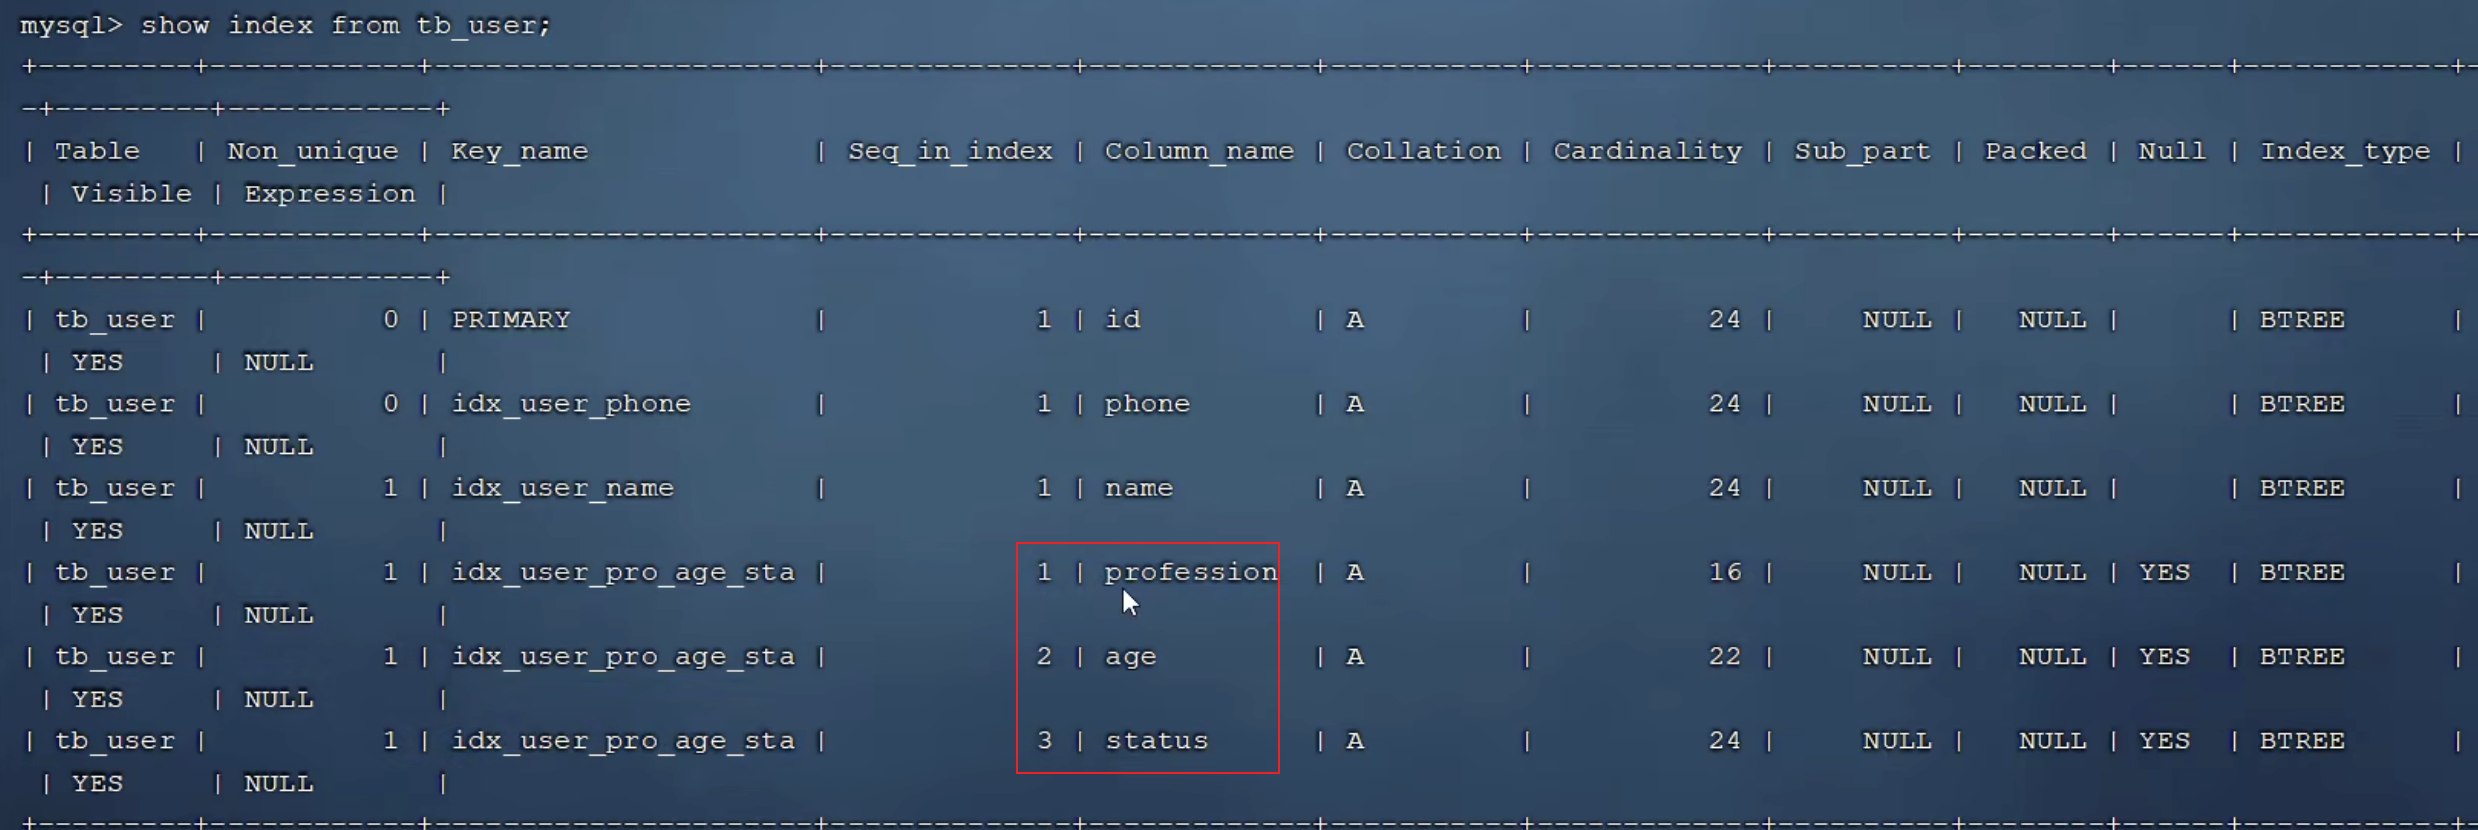 mysql> show index from tb_user;
+---------+------------+----------------------+--------------+-------------+-----------+-------------+----------+--------+------+------------+-
-+---------+------------+
| Table   | Non_unique | Key_name             | Seq_in_index | Column_name | Collation | Cardinality | Sub_part | Packed | Null | Index_type |
 | Visible | Expression |
+---------+------------+----------------------+--------------+-------------+-----------+-------------+----------+--------+------+------------+-
-+---------+------------+
| tb_user |          0 | PRIMARY              |            1 | id          | A         |          24 |     NULL |   NULL |      | BTREE      |
 | YES     | NULL       |
| tb_user |          0 | idx_user_phone       |            1 | phone       | A         |          24 |     NULL |   NULL |      | BTREE      |
 | YES     | NULL       |
| tb_user |          1 | idx_user_name        |            1 | name        | A         |          24 |     NULL |   NULL |      | BTREE      |
 | YES     | NULL       |
| tb_user |          1 | idx_user_pro_age_sta |            1 | profession  | A         |          16 |     NULL |   NULL | YES  | BTREE      |
 | YES     | NULL       |
| tb_user |          1 | idx_user_pro_age_sta |            2 | age         | A         |          22 |     NULL |   NULL | YES  | BTREE      |
 | YES     | NULL       |
| tb_user |          1 | idx_user_pro_age_sta |            3 | status      | A         |          24 |     NULL |   NULL | YES  | BTREE      |
 | YES     | NULL       |
+---------+------------+----------------------+--------------+-------------+-----------+-------------+----------+--------+------+------------+-